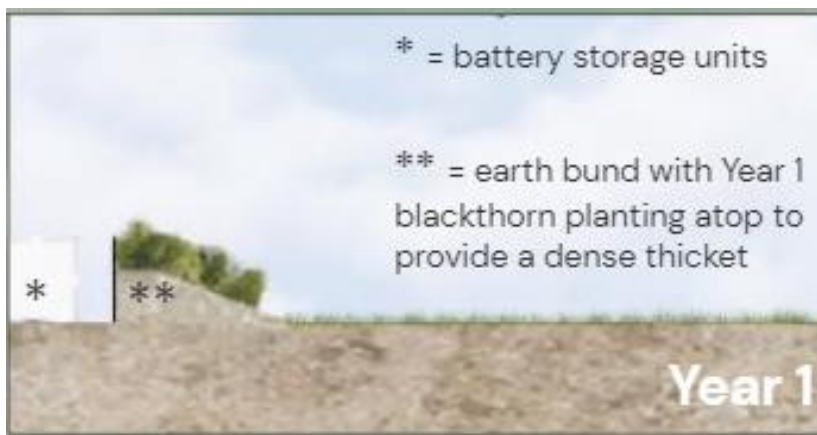 * = battery storage units
** = earth bund with Year 1
blackthorn planting atop to
provide a dense thicket
* **
Year 1